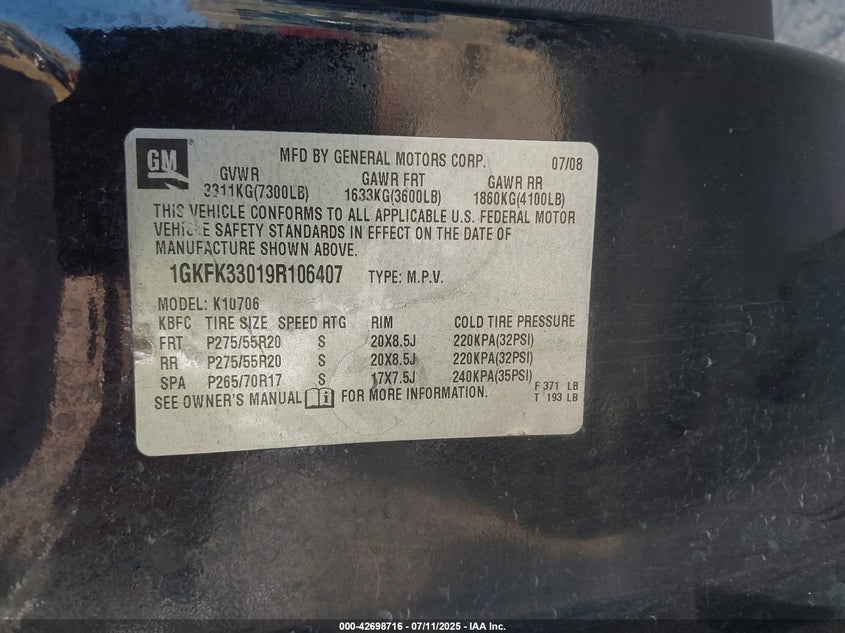 GM
®
MFD BY GENERAL MOTORS CORP. 07/08
GVWR GAWR FRT GAWR RR
3311KG(7300LB) 1633KG(3600LB) 1860KG(4100LB)
THIS VEHICLE CONFORMS TO ALL APPLICABLE U.S. FEDERAL MOTOR
VEHICLE SAFETY STANDARDS IN EFFECT ON THE DATE OF
MANUFACTURE SHOWN ABOVE.
1GKFK33019R106407 TYPE: M.P.V.
MODEL: K10706
KBFC TIRE SIZE SPEED RTG RIM COLD TIRE PRESSURE
FRT P275/55R20 S 20X8.5J 220KPA(32PSI)
RR P275/55R20 S 20X8.5J 220KPA(32PSI)
SPA P265/70R17 S 17X7.5J 240KPA(35PSI)
SEE OWNER'S MANUAL FOR MORE INFORMATION.
F 371 LB
T 193 LB
000-42698716 - 07/11/2025 - IAA Inc.